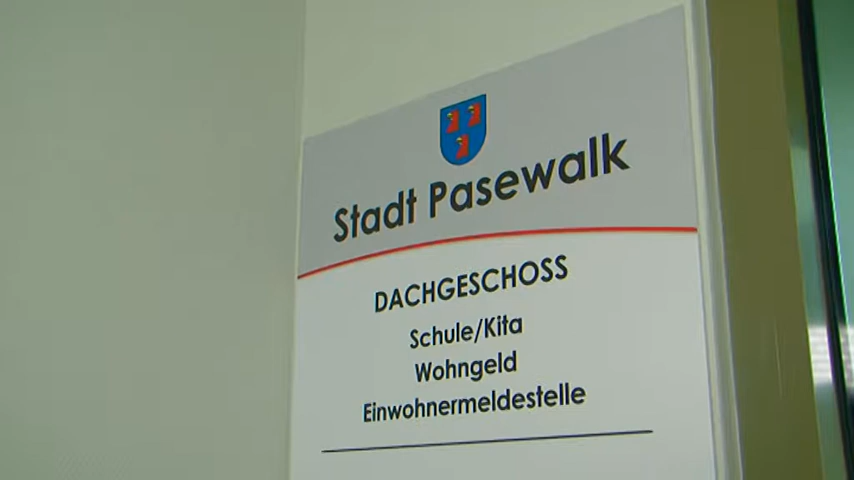 Stadt Pasewalk
DACHGESCHOSS
Schule/Kita
Wohngeld
Einwohnermeldestelle